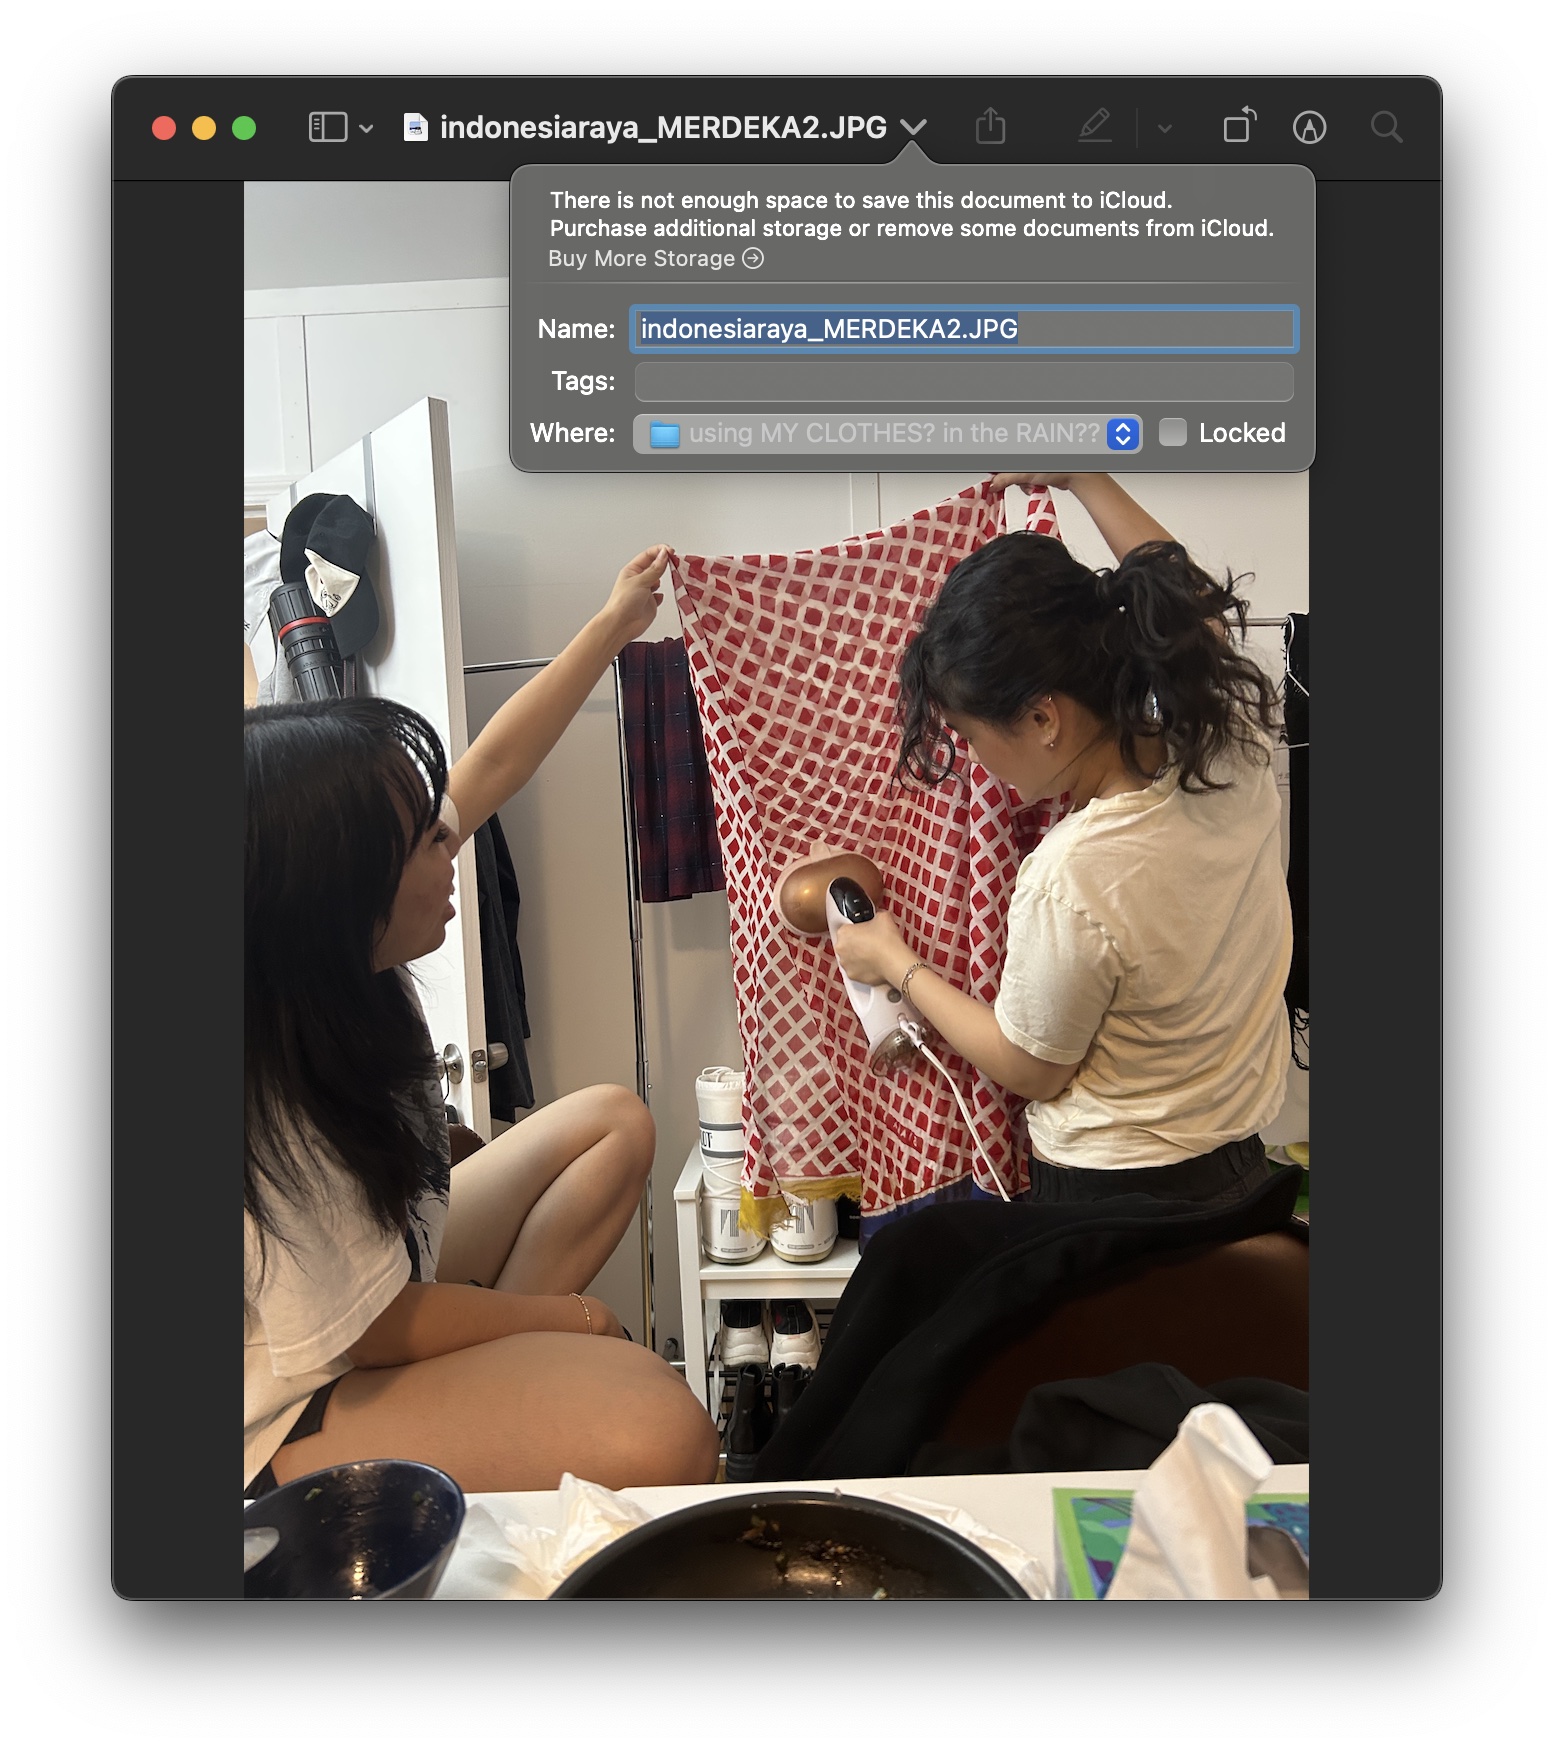 indonesiaraya_MERDEKA2.JPG
There is not enough space to save this document to iCloud.
Purchase additional storage or remove some documents from iCloud.
Buy More Storage
Name: indonesiaraya_MERDEKA2.JPG
Tags:
Where: using MY CLOTHES? in the RAIN?? Locked